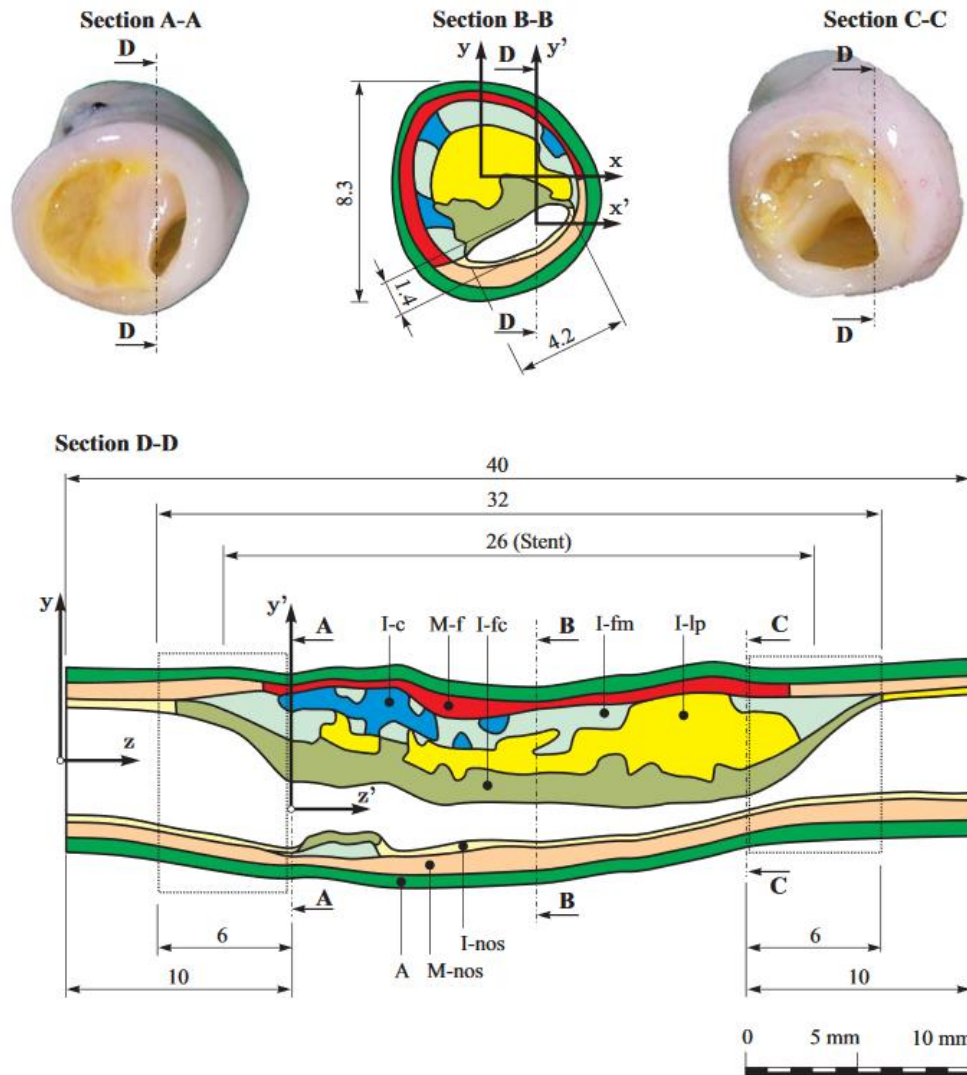 Section A-A
Section B-B
Section C-C
D
D
y
D
y'
x
x'
8.3
1.4
D
4.2
D
D
Section D-D
40
32
26 (Stent)
y
y'
A
I-c
M-f
I-fc
B
I-fm
I-lp
C
z
z'
A
B
C
I-nos
M-nos
A
6
10
6
10
0
5 mm
10 mm